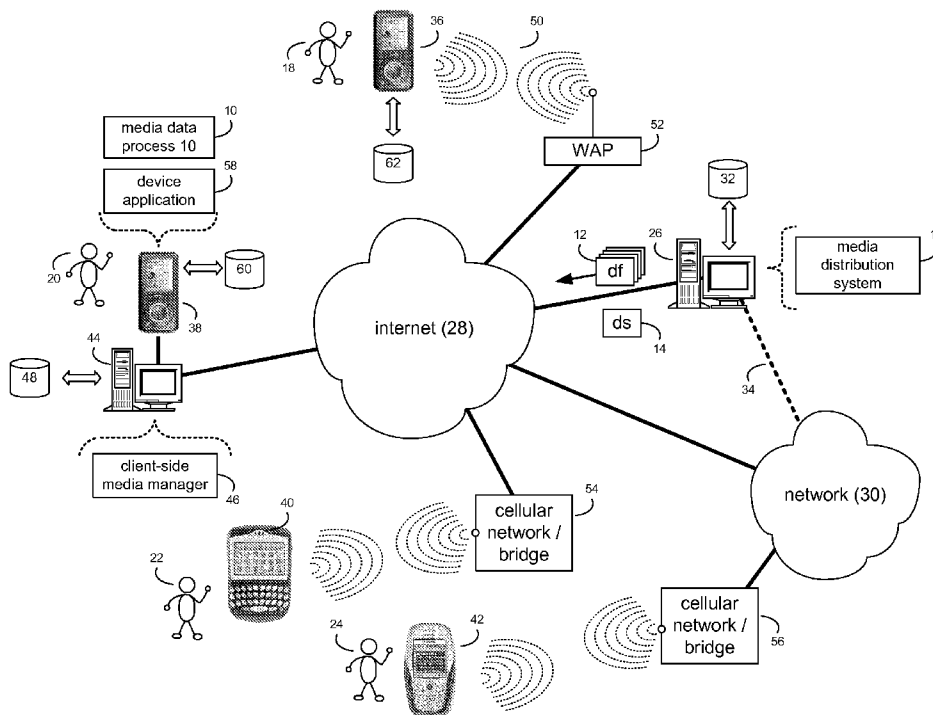 18
36
50
10
media data
process 10
58
device
application
62
WAP
52
32
12
df
26
media
distribution
system
20
60
38
internet (28)
ds
14
44
48
34
client-side
media manager
46
40
54
cellular
network /
bridge
network (30)
22
24
42
cellular
network /
bridge
56